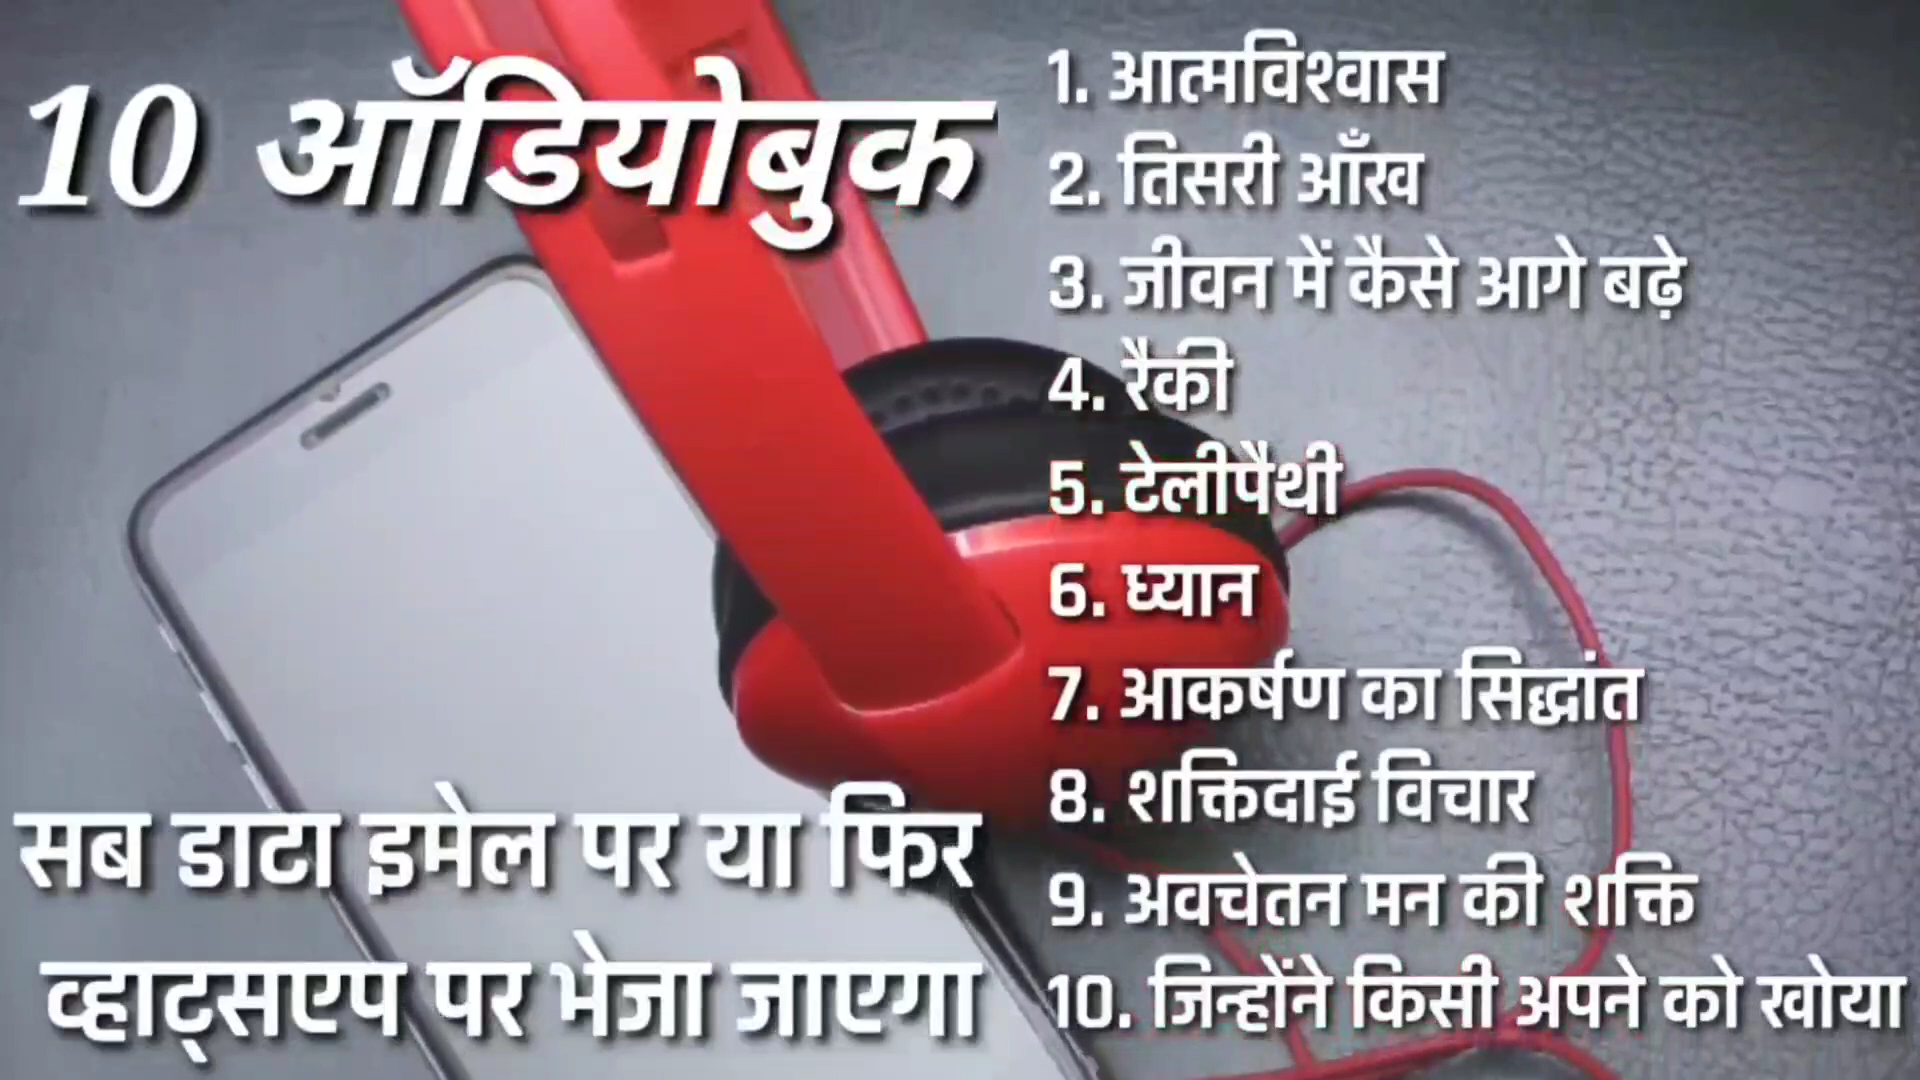 10 ऑडियोबुक
1. आत्मविश्वास
2. तिसरी आँख
3. जीवन में कैसे आगे बढ़े
4. रैकी
5. टेलीपैथी
6. ध्यान
7. आकर्षण का सिद्धांत
8. शक्तिदाई विचार
9. अवचेतन मन की शक्ति
10. जिन्होंने किसी अपने को खोया
सब डाटा इमेल पर या फिर
व्हाट्सएप पर भेजा जाएगा